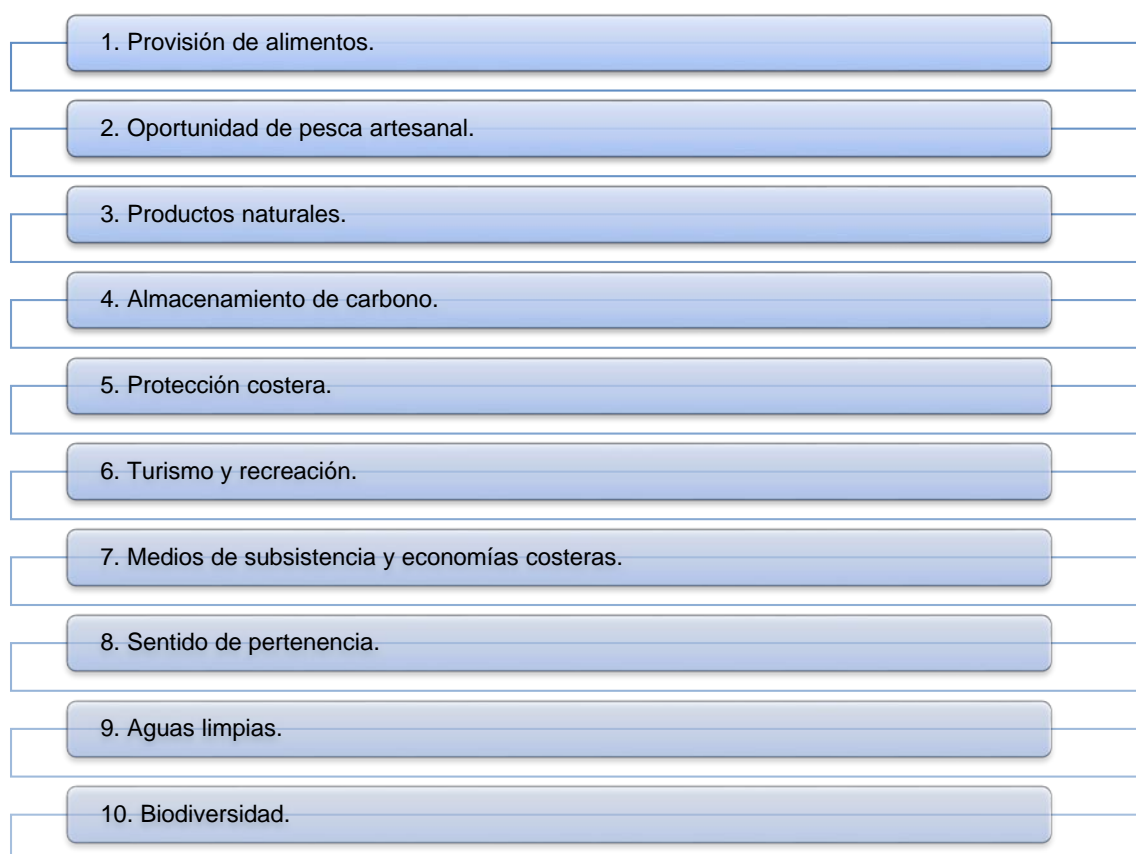 1. Provisión de alimentos.
2. Oportunidad de pesca artesanal.
3. Productos naturales.
4. Almacenamiento de carbono.
5. Protección costera.
6. Turismo y recreación.
7. Medios de subsistencia y economías costeras.
8. Sentido de pertenencia.
9. Aguas limpias.
10. Biodiversidad.